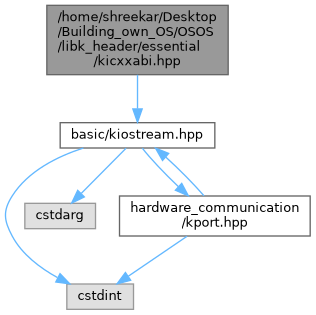 /home/shreekar/Desktop
/Building_own_OS/OSOS
/libk_header/essential
/kicxxabi.hpp
basic/kiostream.hpp
cstdarg
hardware_communication
/kport.hpp
cstdint